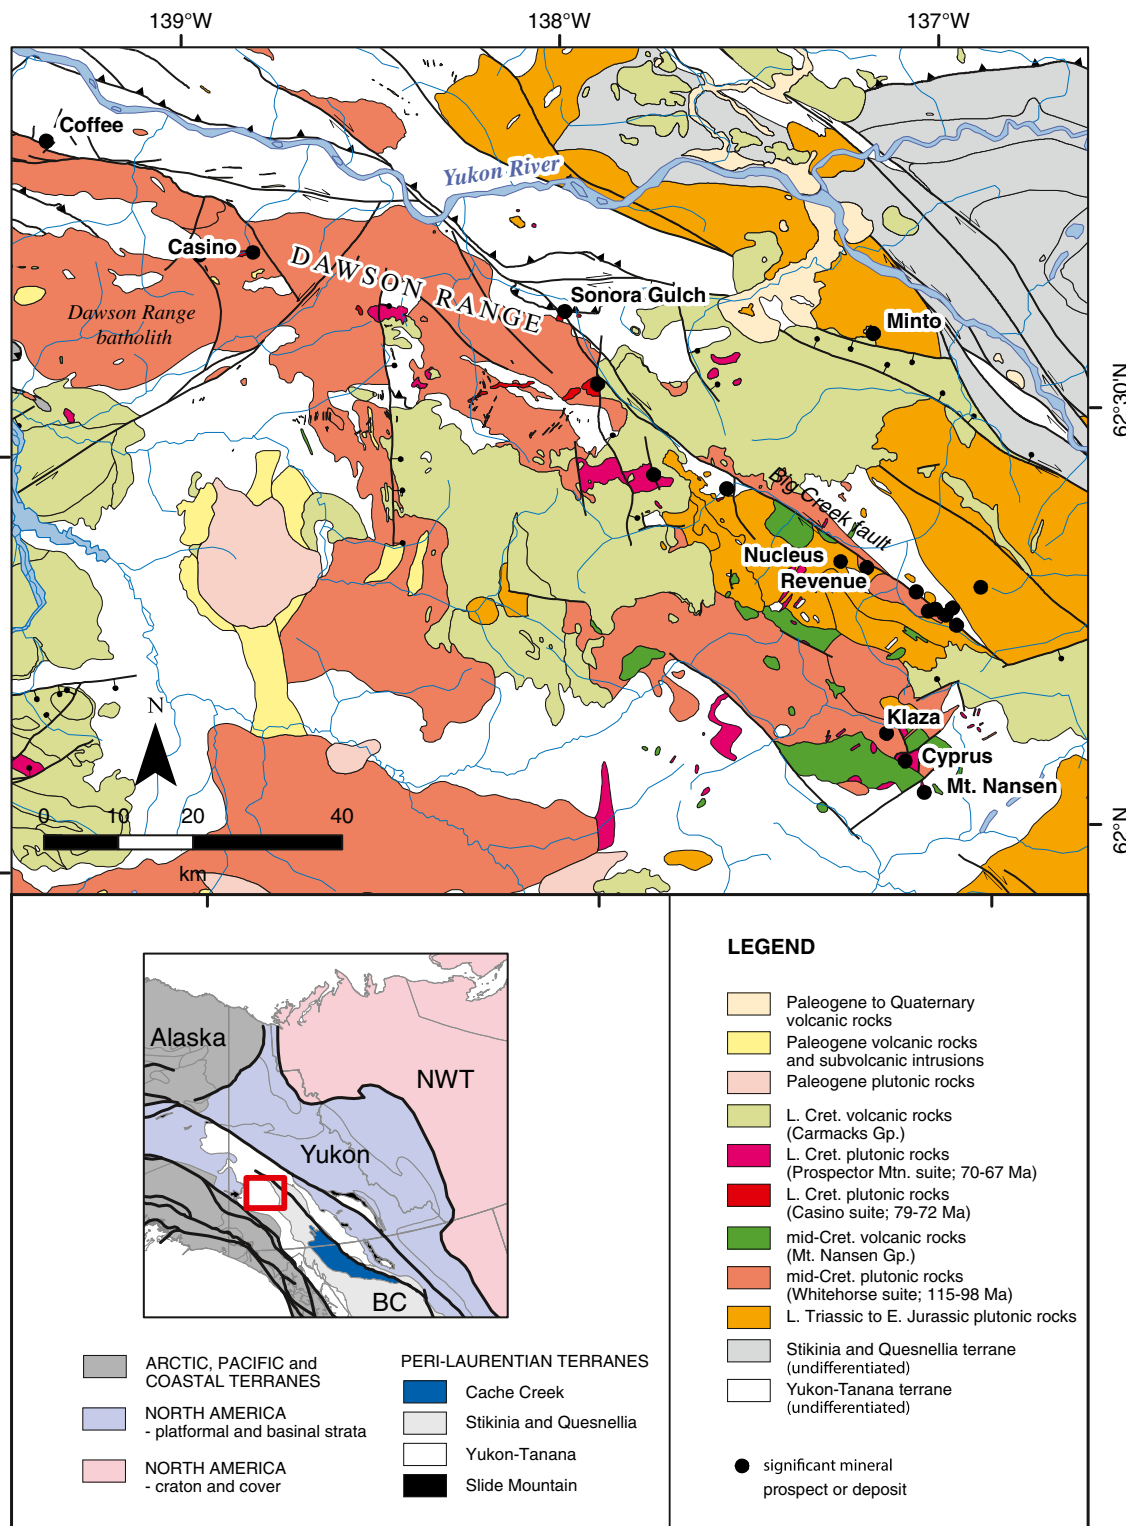 139°W
138°W
137°W
Coffee
Yukon River
Casino
DAWSON RANGE
Sonora Gulch
Dawson Range
batholith
Minto
62°30'N
Big Creek fault
Nucleus
Revenue
N
Klaza
Cyprus
Mt. Nansen
0
10
20
40
km
62°N
Alaska
NWT
Yukon
BC
ARCTIC, PACIFIC and
COASTAL TERRANES
NORTH AMERICA
- platformal and basinal strata
NORTH AMERICA
- craton and cover
PERI-LAURENTIAN TERRANES
Cache Creek
Stikinia and Quesnellia
Yukon-Tanana
Slide Mountain
LEGEND
Paleogene to Quaternary
volcanic rocks
Paleogene volcanic rocks
and subvolcanic intrusions
Paleogene plutonic rocks
L. Cret. volcanic rocks
(Carmacks Gp.)
L. Cret. plutonic rocks
(Prospector Mtn. suite; 70-67 Ma)
L. Cret. plutonic rocks
(Casino suite; 79-72 Ma)
mid-Cret. volcanic rocks
(Mt. Nansen Gp.)
mid-Cret. plutonic rocks
(Whitehorse suite; 115-98 Ma)
L. Triassic to E. Jurassic plutonic rocks
Stikinia and Quesnellia terrane
(undifferentiated)
Yukon-Tanana terrane
(undifferentiated)
significant mineral
prospect or deposit